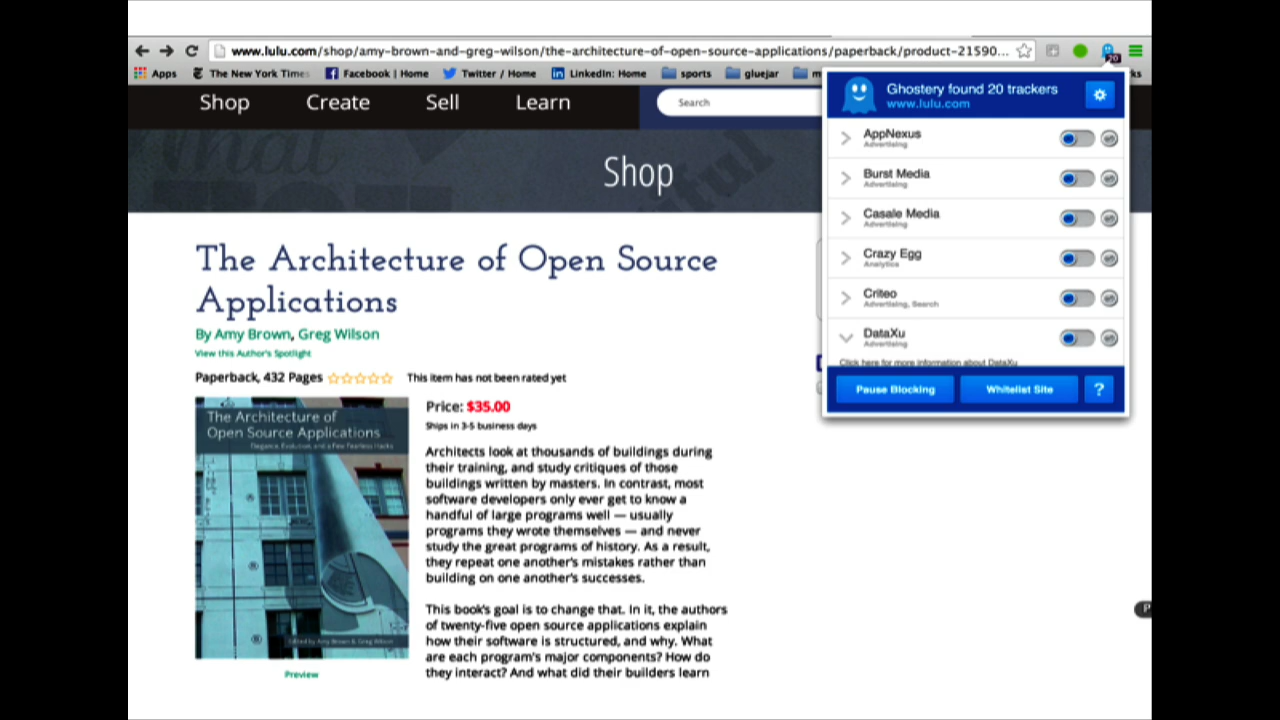 www.lulu.com/shop/amy-brown-and-greg-wilson/the-architecture-of-open-source-applications/paperback/product-21590...
20
Apps The New York Times Facebook | Home Twitter / Home LinkedIn: Home sports gluejar
Shop Create Sell Learn Search
Shop
The Architecture of Open Source
Applications
By Amy Brown, Greg Wilson
View this Author's Spotlight
Paperback, 432 Pages This item has not been rated yet
The Architecture of
Open Source Applications
Elegance, Evolution, and a Few Fearless Hacks
Edited by Amy Brown & Greg Wilson
Preview
Price: $35.00
Ships in 3-5 business days
Architects look at thousands of buildings during
their training, and study critiques of those
buildings written by masters. In contrast, most
software developers only ever get to know a
handful of large programs well — usually
programs they wrote themselves — and never
study the great programs of history. As a result,
they repeat one another's mistakes rather than
building on one another's successes.
This book's goal is to change that. In it, the authors
of twenty-five open source applications explain
how their software is structured, and why. What
are each program's major components? How do
they interact? And what did their builders learn
Ghostery found 20 trackers
www.lulu.com
AppNexus
Advertising
Burst Media
Advertising
Casale Media
Advertising
Crazy Egg
Analytics
Criteo
Advertising, Search
DataXu
Advertising
Click here for more information about DataXu
Pause Blocking Whitelist Site ?